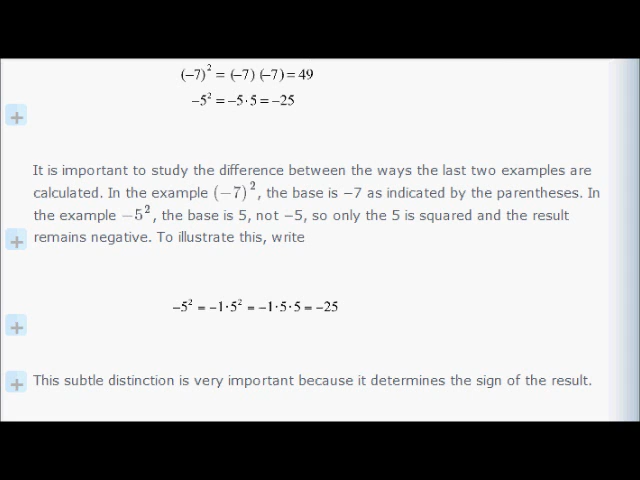 (−7)² = (−7) (−7) = 49
−5² = −5·5 = −25
It is important to study the difference between the ways the last two examples are
calculated. In the example (−7)², the base is −7 as indicated by the parentheses. In
the example −5², the base is 5, not −5, so only the 5 is squared and the result
remains negative. To illustrate this, write
−5² = −1·5² = −1·5·5 = −25
This subtle distinction is very important because it determines the sign of the result.